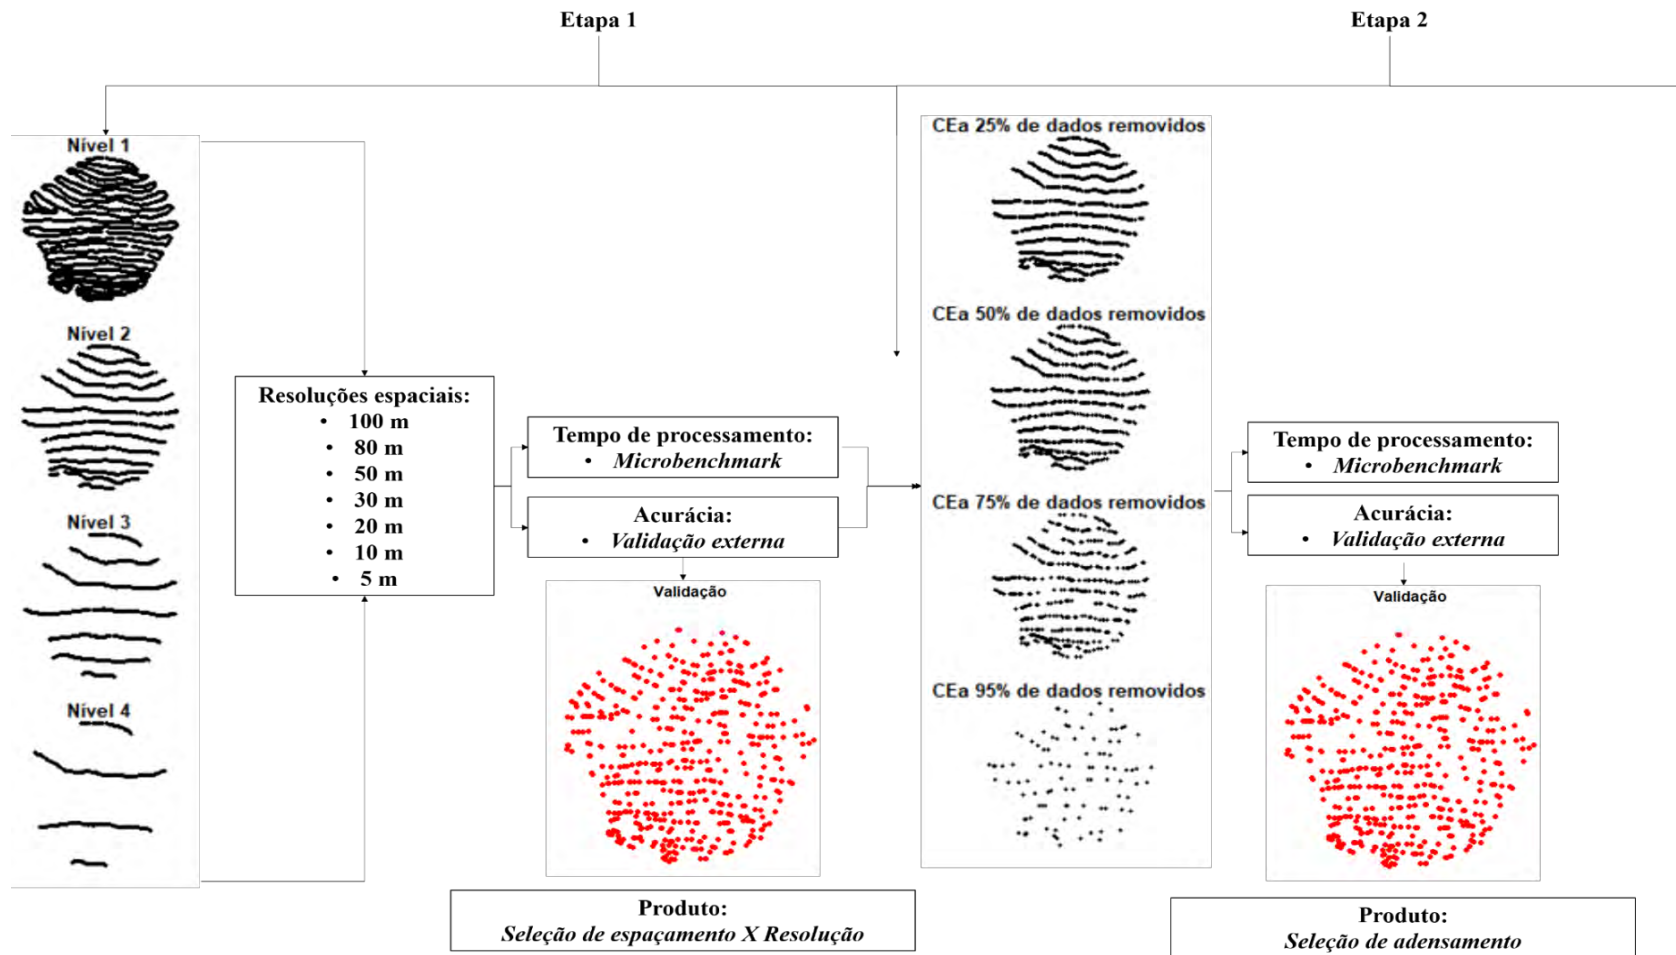 Etapa 1
Nível 1
Nível 2
Nível 3
Nível 4
Resoluções espaciais:
• 100 m
• 80 m
• 50 m
• 30 m
• 20 m
• 10 m
• 5 m
Tempo de processamento:
• Microbenchmark
Acurácia:
• Validação externa
Validação
Produto:
Seleção de espaçamento X Resolução
Etapa 2
CEa 25% de dados removidos
CEa 50% de dados removidos
CEa 75% de dados removidos
CEa 95% de dados removidos
Tempo de processamento:
• Microbenchmark
Acurácia:
• Validação externa
Validação
Produto:
Seleção de adensamento